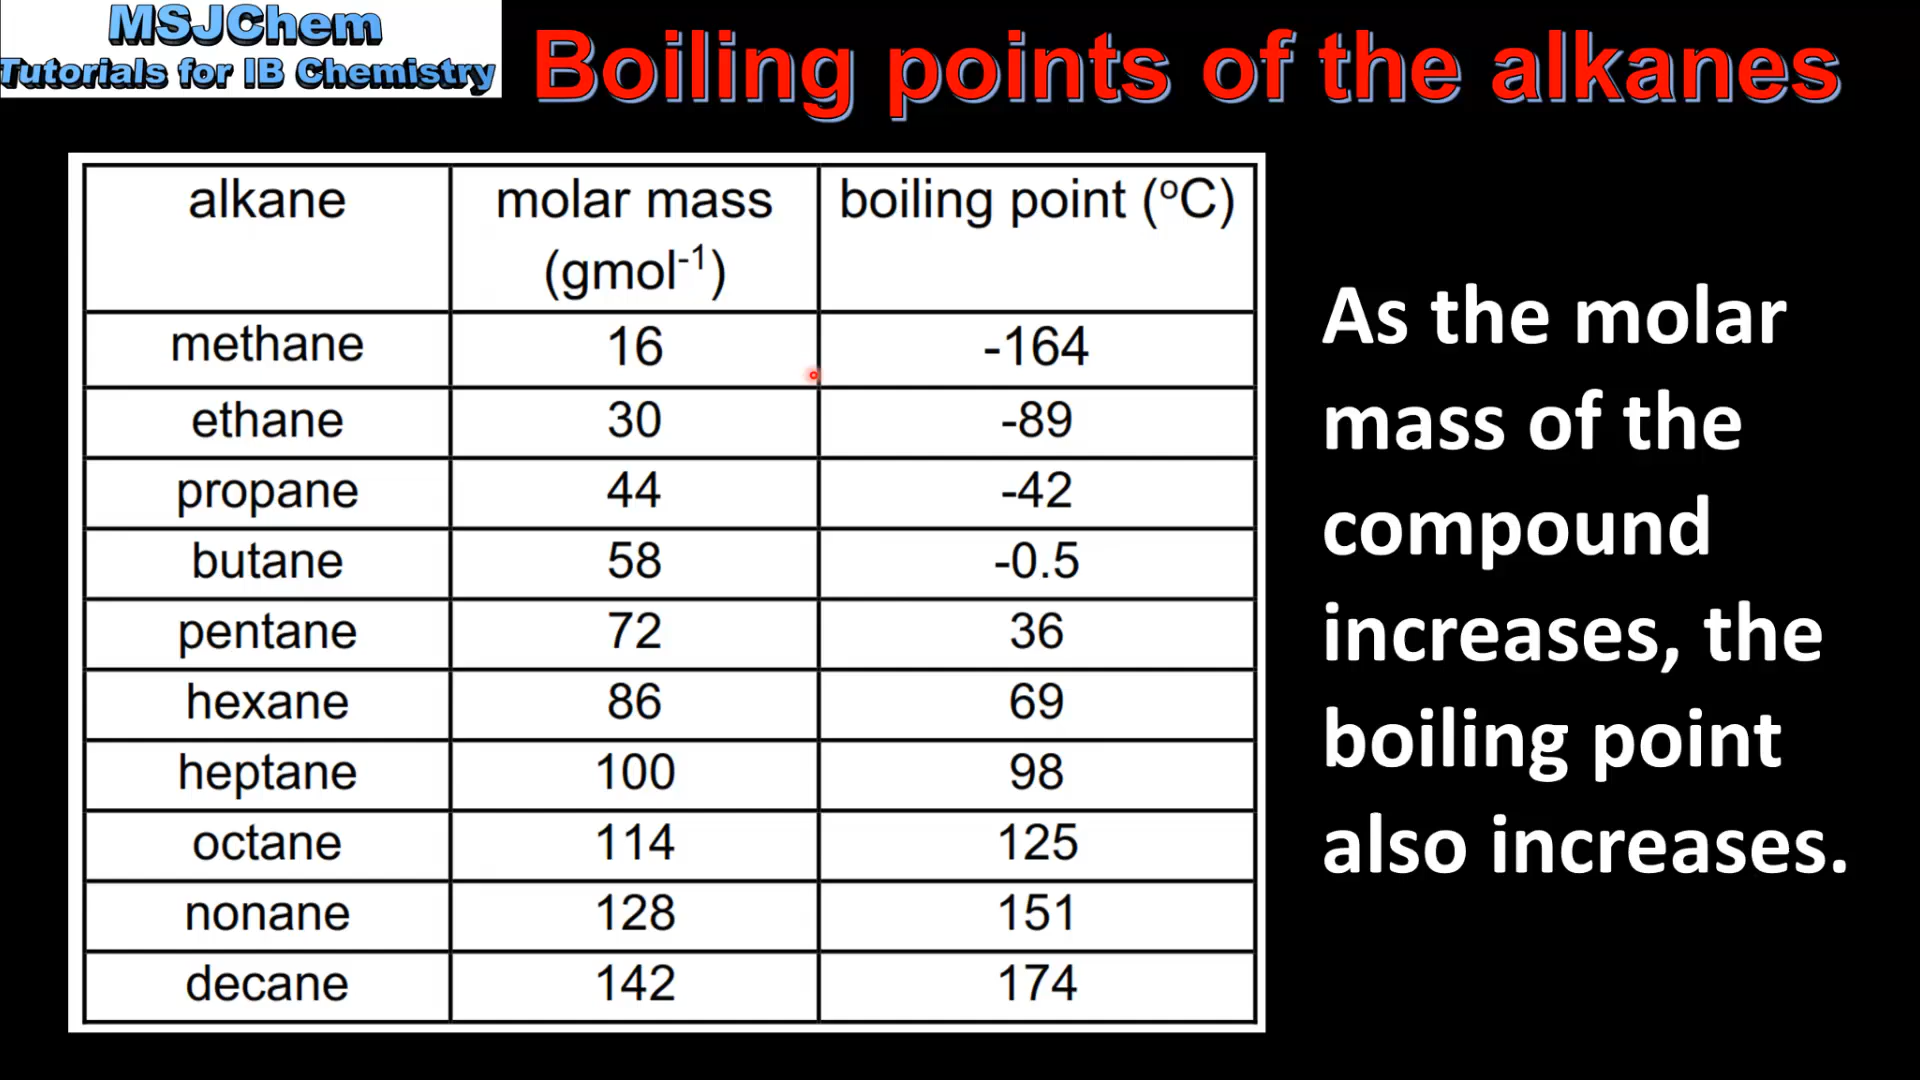 MSJChem
Tutorials for IB Chemistry
Boiling points of the alkanes
alkane molar mass (gmol⁻¹) boiling point (ºC)
methane 16 -164
ethane 30 -89
propane 44 -42
butane 58 -0.5
pentane 72 36
hexane 86 69
heptane 100 98
octane 114 125
nonane 128 151
decane 142 174
As the molar
mass of the
compound
increases, the
boiling point
also increases.